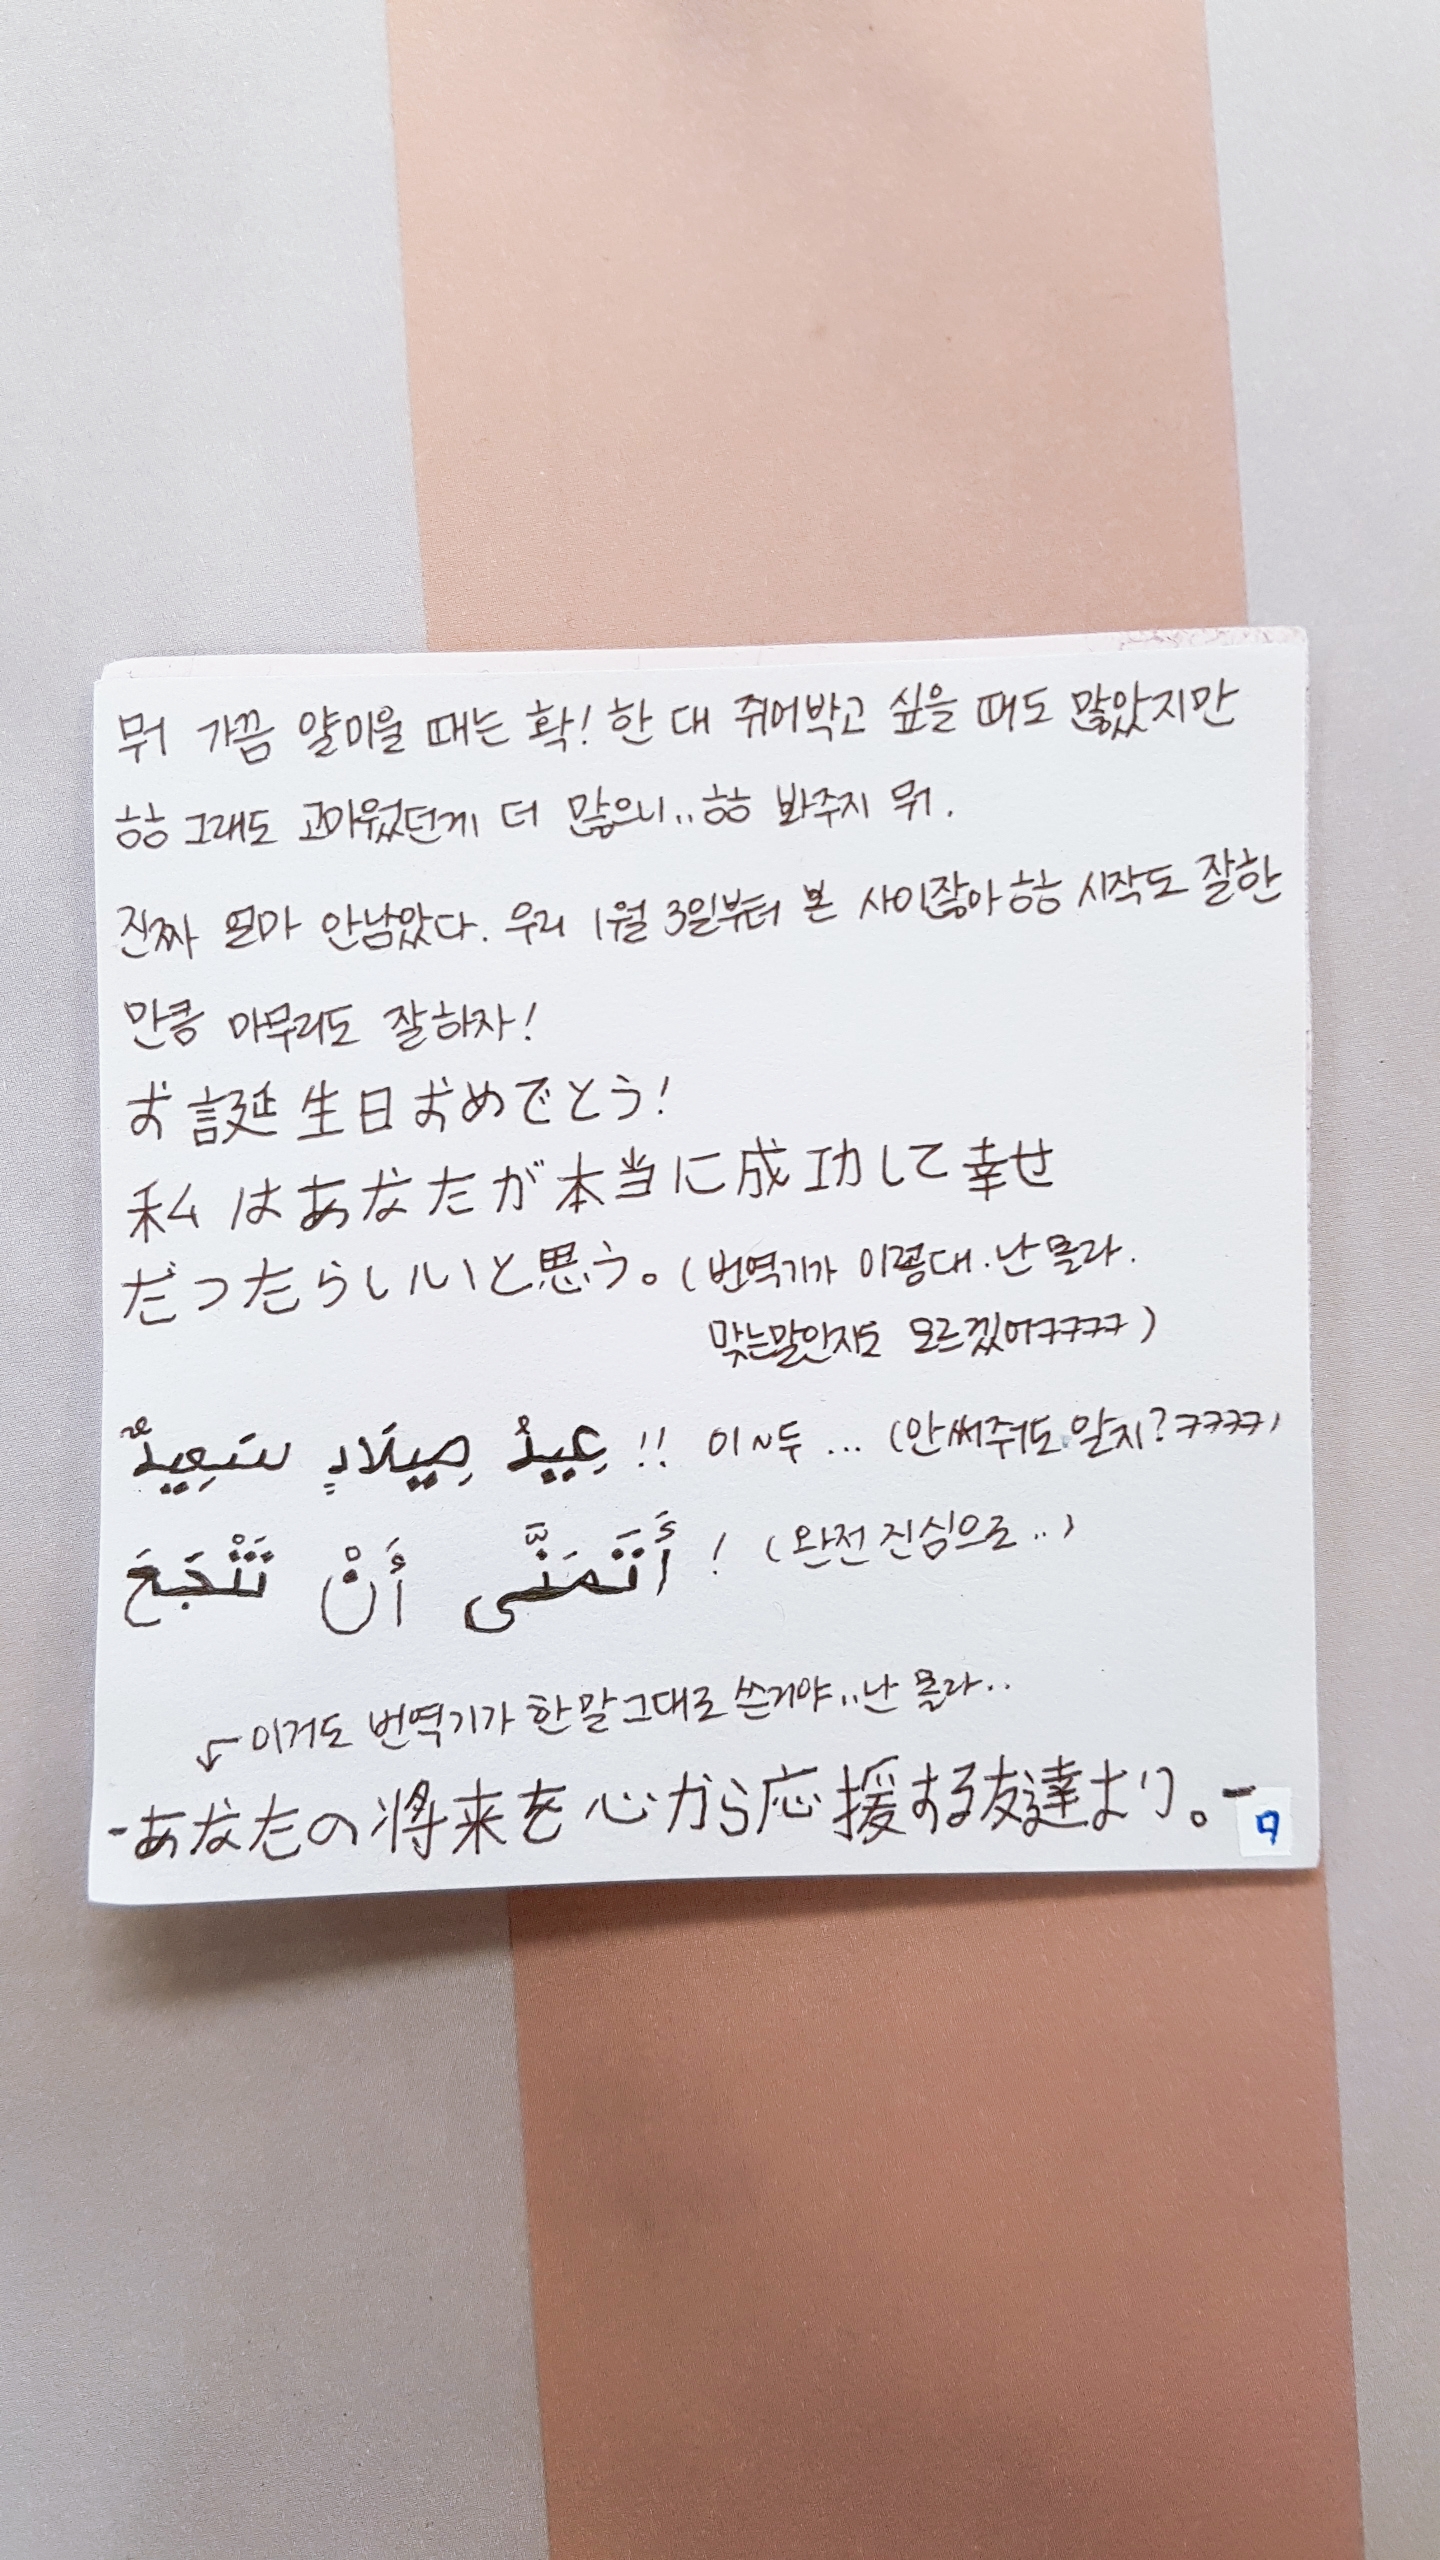 뭐 가끔 얄미울 때는 확! 한 대 쥐어박고 싶을 때도 많았지만
ㅎㅎ 그래도 고마웠던게 더 많으니..ㅎㅎ 봐주지 뭐.
진짜 얼마 안남았다. 우리 1월 3일부터 본 사이잖아ㅎㅎ 시작도 잘한
만큼 마무리도 잘하자!
お誕生日おめでとう!
私はあなたが本当に成功して幸せ
だったらいいと思う。(번역기가 이렇대.난 몰라.
맞는말인지도 모르겠어ㅋㅋㅋㅋ)
عِيدُ مِيلَادٍ سَعِيدٌ !! 이~두 ... (안써줘도 알지?ㅋㅋㅋㅋ)
أَتَمَنَّى أَنْ تَنْجَحَ ! (완전 진심으로..)
↙이거도 번역기가 한말그대로 쓴거야..난 몰라..
-あなたの将来を心から応援する友達より。-